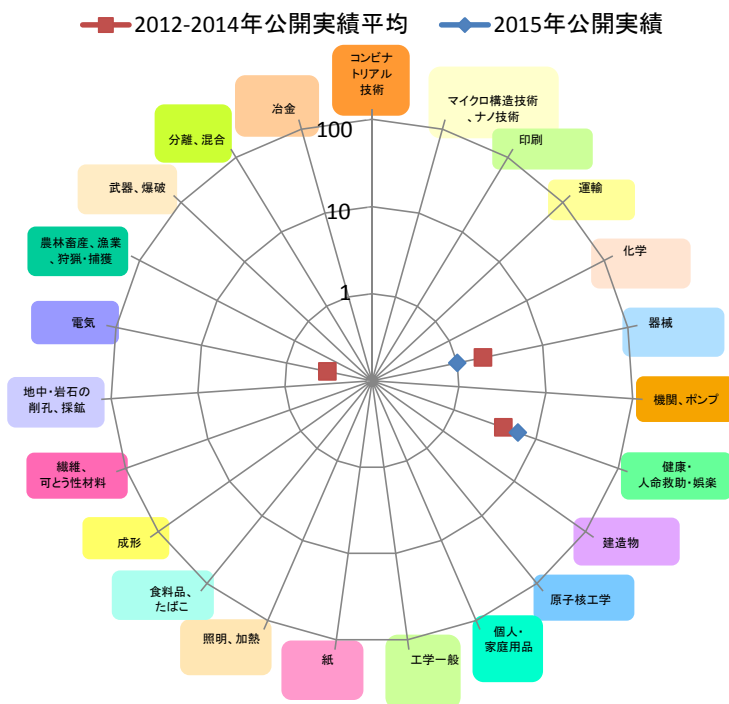 2012-2014年公開実績平均
2015年公開実績
コンビナ
トリアル
技術
マイクロ構造技術
、ナノ技術
印刷
運輸
化学
器械
機関、ポンプ
健康・
人命救助・娯楽
建造物
原子核工学
個人・
家庭用品
工学一般
紙
照明、加熱
食料品、
たばこ
成形
繊維、
可とう性材料
地中・岩石の
削孔、採鉱
電気
農林畜産、漁業
、狩猟・捕獲
武器、爆破
分離、混合
冶金
100
10
1